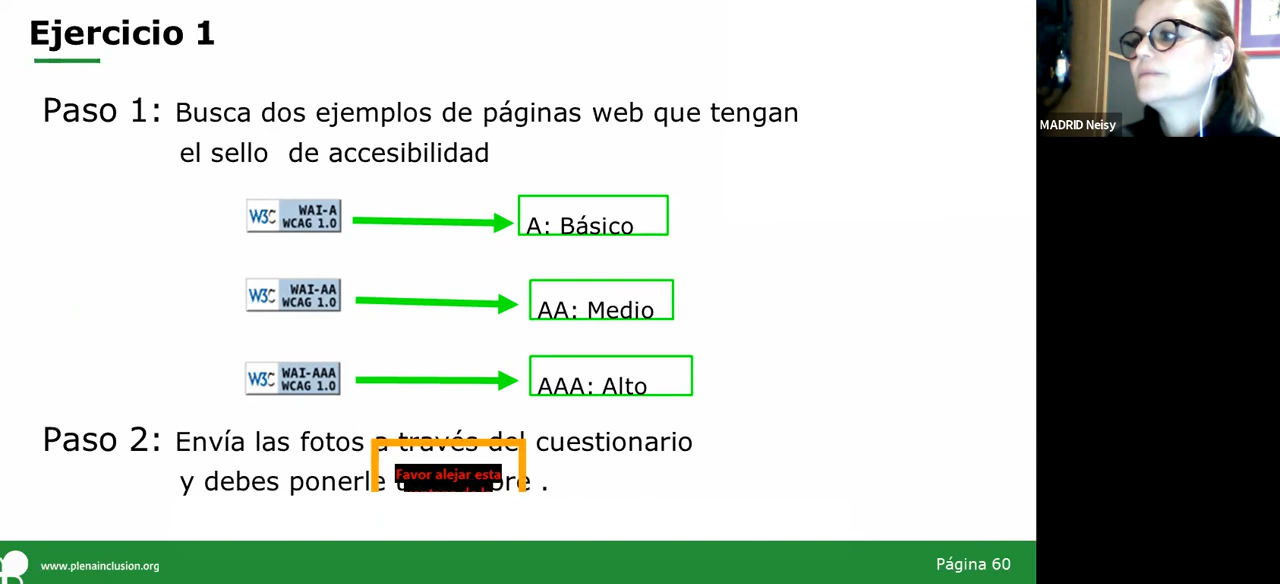 Ejercicio 1
Paso 1: Busca dos ejemplos de páginas web que tengan
el sello de accesibilidad
W3C WAI-A
WCAG 1.0
A: Básico
W3C WAI-AA
WCAG 1.0
AA: Medio
W3C WAI-AAA
WCAG 1.0
AAA: Alto
Paso 2: Envía las fotos a través del cuestionario
y debes ponerle
Favor alejar esta
www.plenainclusion.org
Página 60
MADRID Neisy